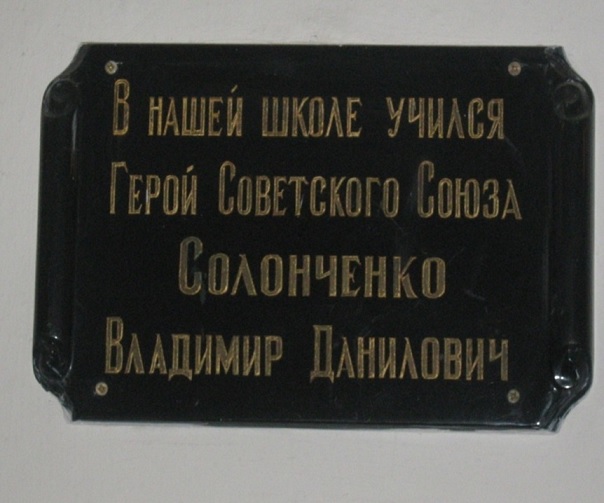 В нашей школе учился
Герой Советского Союза
Солонченко
Владимир Данилович